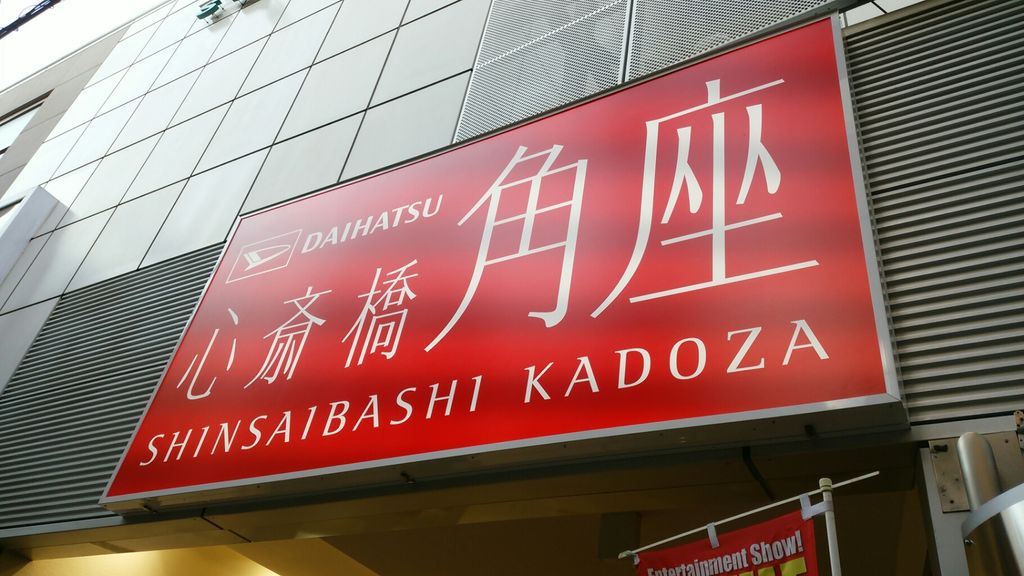 DAIHATSU
心斎橋 角座
SHINSAIBASHI KADOZA
Entertainment Show!